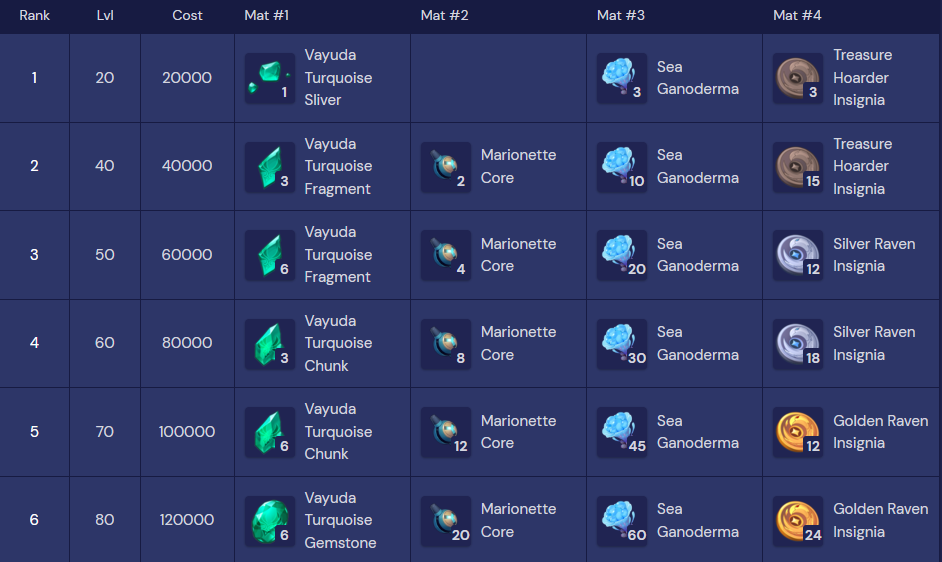 Rank Lvl Cost Mat #1 Mat #2 Mat #3 Mat #4
1 20 20000 1 Vayuda Turquoise Sliver 3 Sea Ganoderma 3 Treasure Hoarder Insignia
2 40 40000 3 Vayuda Turquoise Fragment 2 Marionette Core 10 Sea Ganoderma 15 Treasure Hoarder Insignia
3 50 60000 6 Vayuda Turquoise Fragment 4 Marionette Core 20 Sea Ganoderma 12 Silver Raven Insignia
4 60 80000 3 Vayuda Turquoise Chunk 8 Marionette Core 30 Sea Ganoderma 18 Silver Raven Insignia
5 70 100000 6 Vayuda Turquoise Chunk 12 Marionette Core 45 Sea Ganoderma 12 Golden Raven Insignia
6 80 120000 6 Vayuda Turquoise Gemstone 20 Marionette Core 60 Sea Ganoderma 24 Golden Raven Insignia